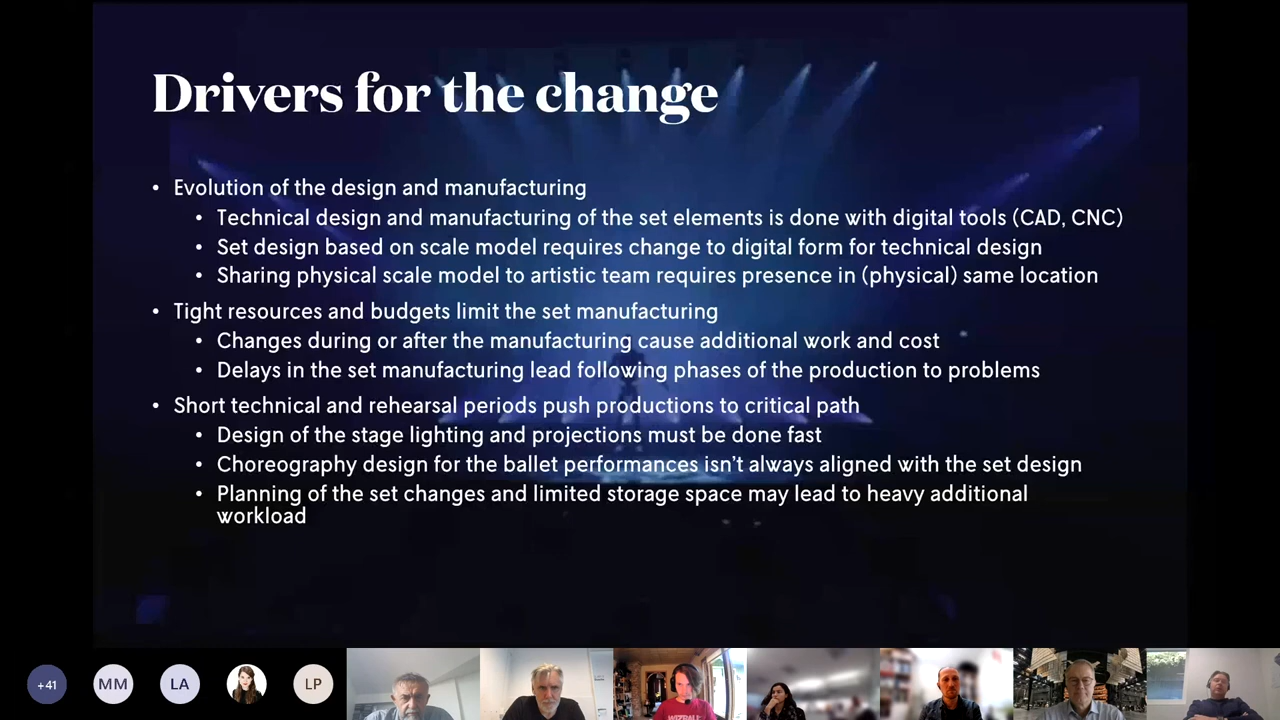 Drivers for the change
• Evolution of the design and manufacturing
• Technical design and manufacturing of the set elements is done with digital tools (CAD, CNC)
• Set design based on scale model requires change to digital form for technical design
• Sharing physical scale model to artistic team requires presence in (physical) same location
• Tight resources and budgets limit the set manufacturing
• Changes during or after the manufacturing cause additional work and cost
• Delays in the set manufacturing lead following phases of the production to problems
• Short technical and rehearsal periods push productions to critical path
• Design of the stage lighting and projections must be done fast
• Choreography design for the ballet performances isn't always aligned with the set design
• Planning of the set changes and limited storage space may lead to heavy additional
workload
+41 MM LA LP
WIZBALL